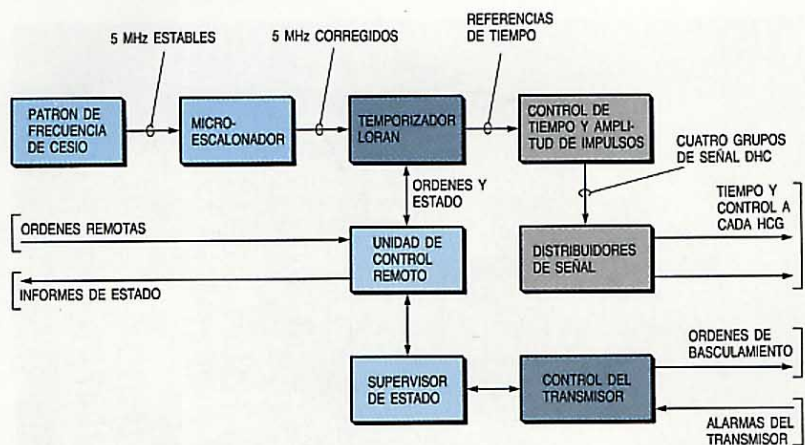 5 MHz ESTABLES
5 MHz CORREGIDOS
REFERENCIAS
DE TIEMPO
PATRON DE
FRECUENCIA
DE CESIO
MICRO-
ESCALONADOR
TEMPORIZADOR
LORAN
CONTROL DE
TIEMPO Y AMPLI-
TUD DE IMPULSOS
CUATRO GRUPOS
DE SEÑAL DHC
ORDENES Y
ESTADO
TIEMPO Y
CONTROL A
CADA HCG
ORDENES REMOTAS
UNIDAD DE
CONTROL
REMOTO
DISTRIBUIDORES
DE SEÑAL
INFORMES DE ESTADO
ORDENES DE
BASCULAMIENTO
SUPERVISOR
DE ESTADO
CONTROL DEL
TRANSMISOR
ALARMAS DEL
TRANSMISOR